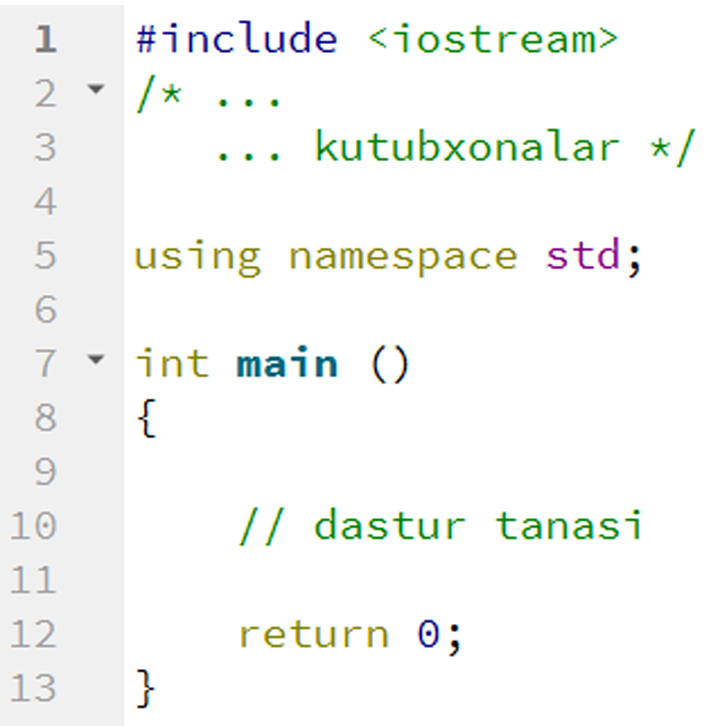 1 #include <iostream>
2 /* ...
3 ... kutubxonalar */
4
5 using namespace std;
6
7 int main ()
8 {
9
10 // dastur tanasi
11
12 return 0;
13 }